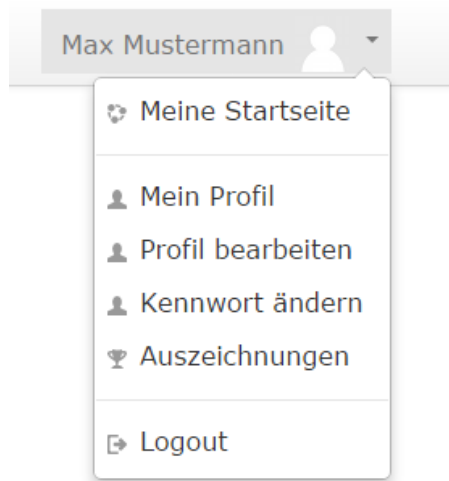 Max Mustermann
Meine Startseite
Mein Profil
Profil bearbeiten
Kennwort ändern
Auszeichnungen
Logout